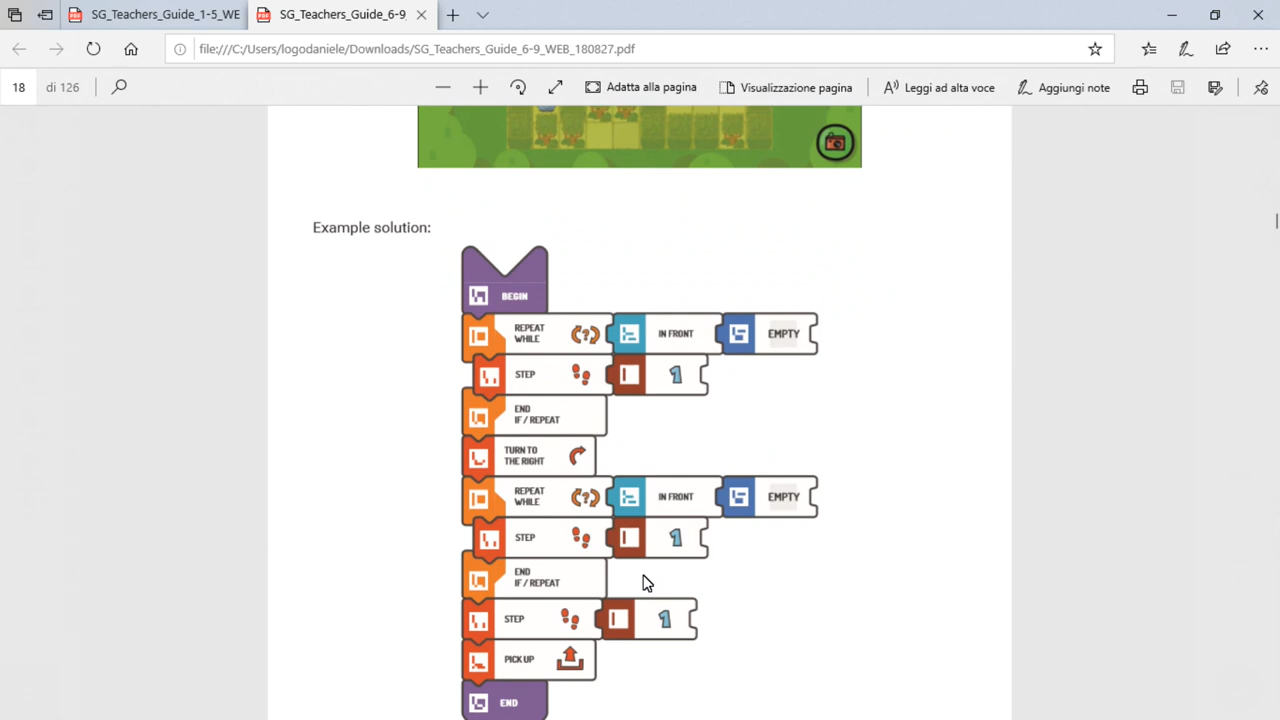 SG_Teachers_Guide_1-5_WE
SG_Teachers_Guide_6-9_
file:///C:/Users/logodaniele/Downloads/SG_Teachers_Guide_6-9_WEB_180827.pdf
18 di 126 Adatta alla pagina Visualizzazione pagina Leggi ad alta voce Aggiungi note
Example solution:
BEGIN
REPEAT
WHILE
IN FRONT
EMPTY
STEP 1
END
IF / REPEAT
TURN TO
THE RIGHT
REPEAT
WHILE
IN FRONT
EMPTY
STEP 1
END
IF / REPEAT
STEP 1
PICK UP
END